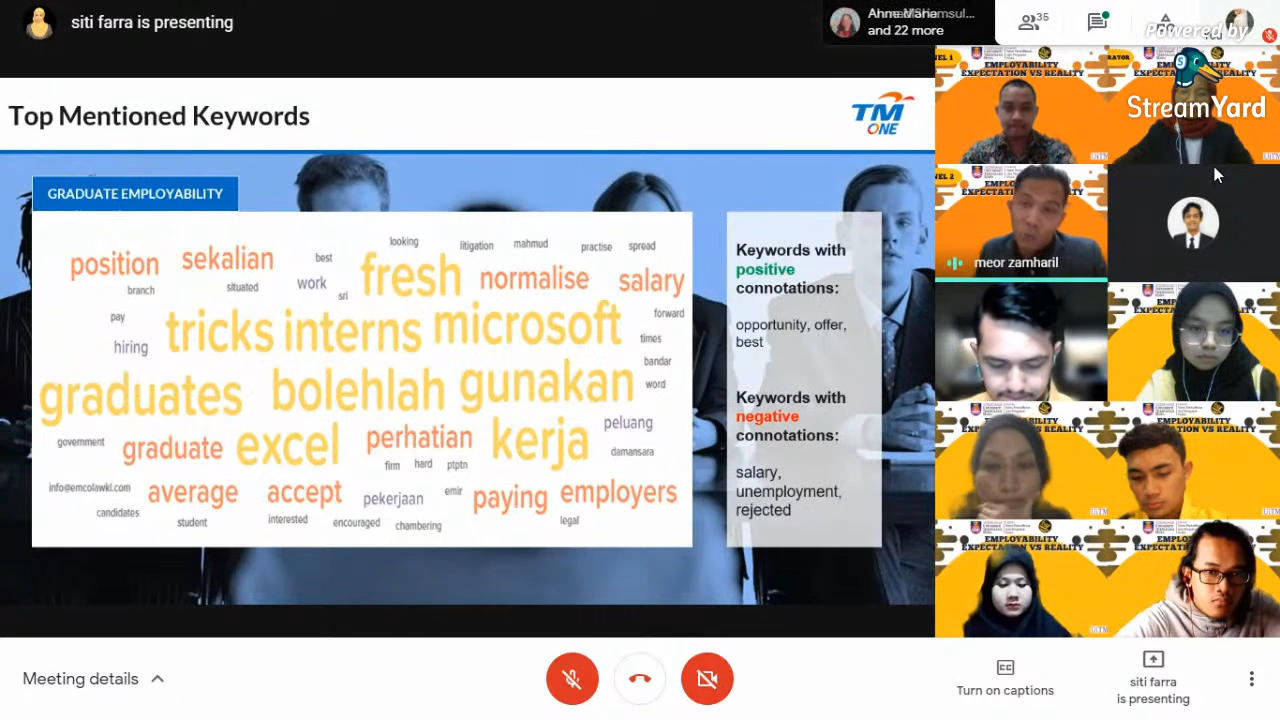 siti farra is presenting
and 22 more
35
Powered by
StreamYard
Top Mentioned Keywords
TM
ONE
GRADUATE EMPLOYABILITY
looking
litigation
mahmud
practise
spread
position
sekalian
best
fresh
normalise
salary
branch
situated
work
sri
pay
tricks
interns
microsoft
forward
times
hiring
bandar
graduates
bolehlah
gunakan
word
government
graduate
excel
perhatian
kerja
peluang
damansara
firm
hard
ptptn
info@emcolawkl.com
average
accept
pekerjaan
emir
paying
employers
candidates
student
interested
encouraged
chambering
legal
Keywords with
positive
connotations:
opportunity, offer,
best
Keywords with
negative
connotations:
salary,
unemployment,
rejected
EMPLOYABILITY
EXPECTATION VS REALITY
meor zamharil
EMPLOYABILITY
Meeting details
Turn on captions
siti farra
is presenting